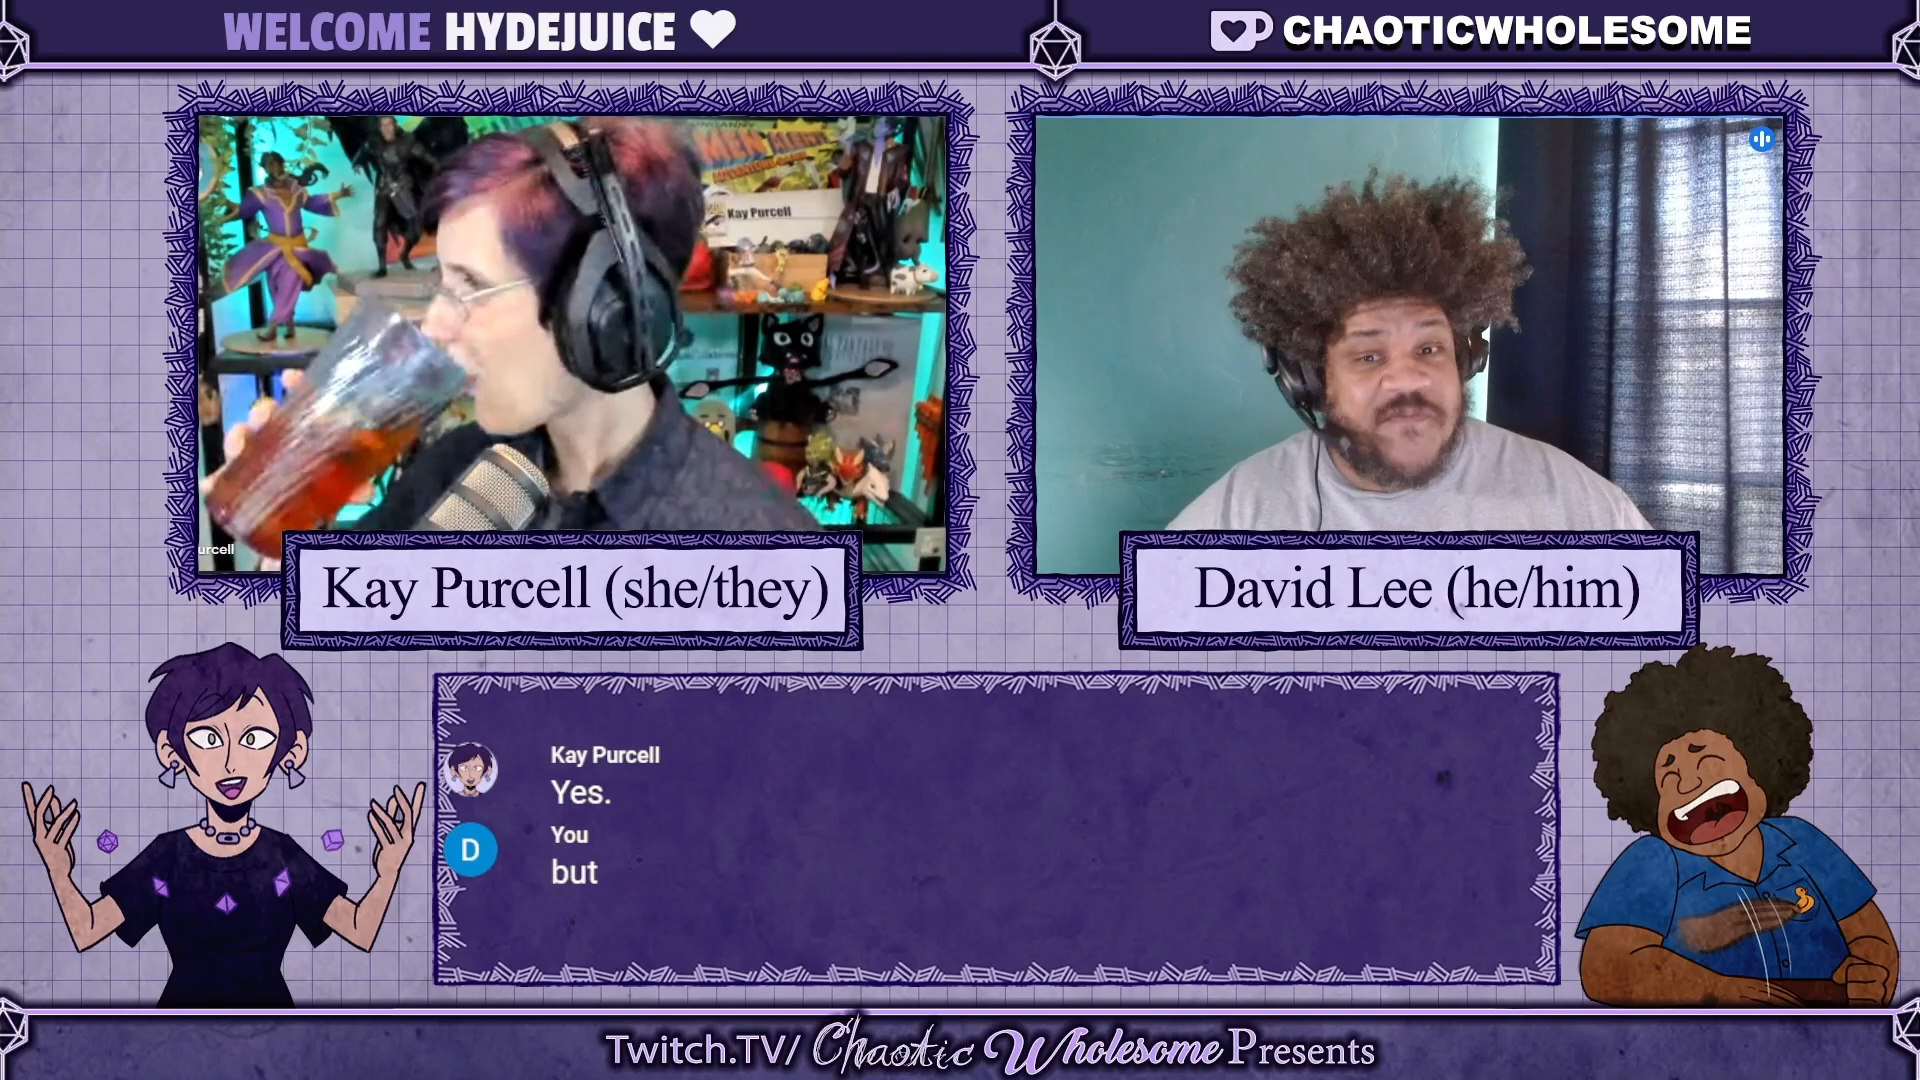 WELCOME HYDEJUICE
CHAOTICWHOLESOME
UNCANNY
Kay Purcell
urcell
Kay Purcell (she/they)
David Lee (he/him)
Kay Purcell
Yes.
D
You
but
Twitch.TV/ Chaotic Wholesome Presents